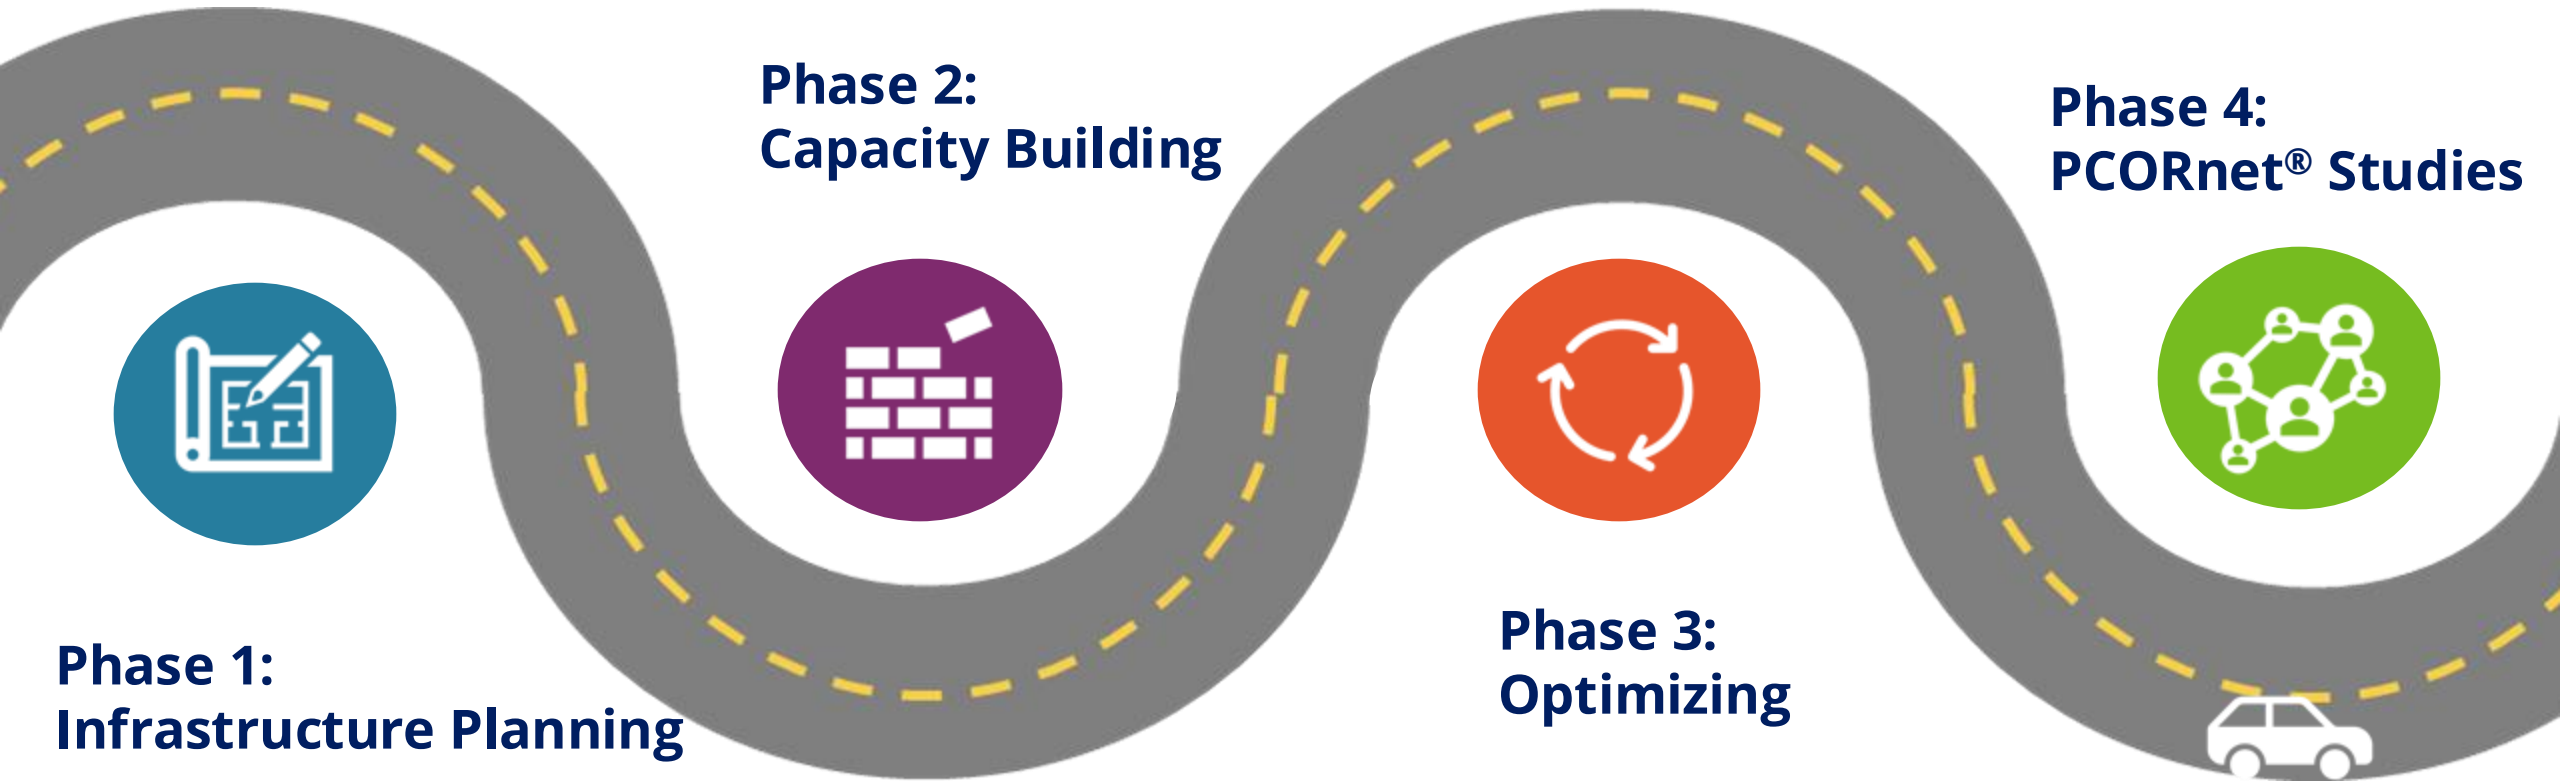 Phase 1:
Infrastructure Planning
Phase 2:
Capacity Building
Phase 3:
Optimizing
Phase 4:
PCORnet® Studies